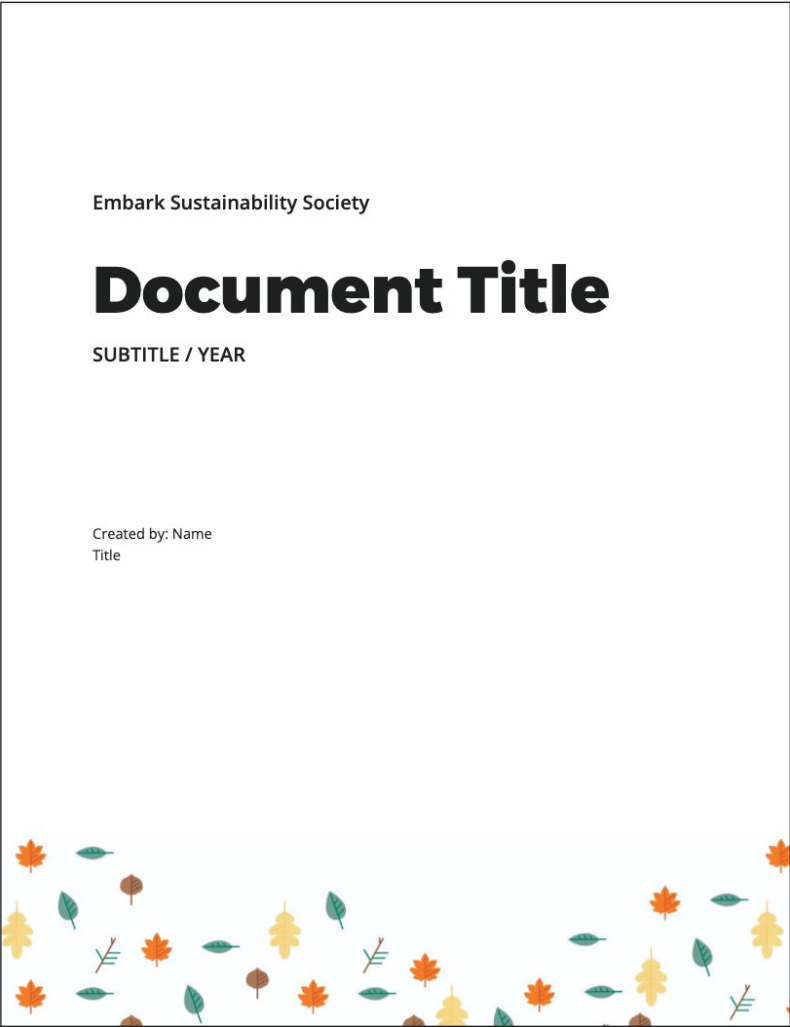 Embark Sustainability Society
Document Title
SUBTITLE / YEAR
Created by: Name
Title